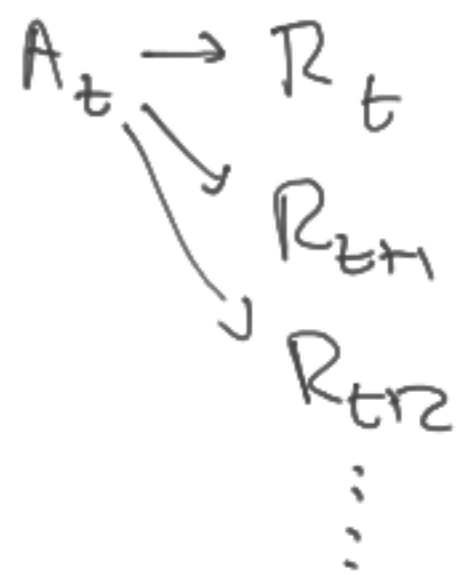 A_t → R_t
R_{t+1}
R_{t+2}
⋮